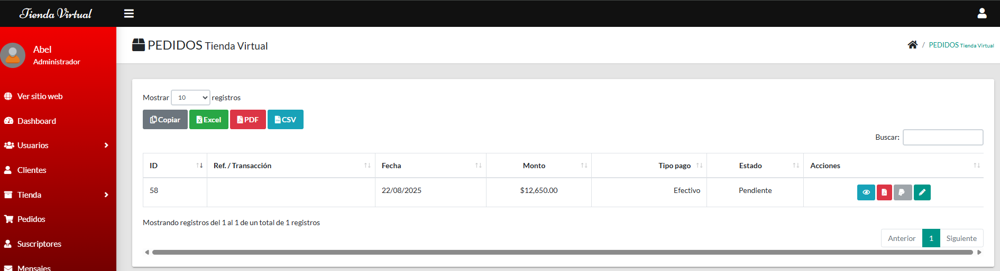 Tienda Virtual
Abel
Administrador
Ver sitio web
Dashboard
Usuarios
Clientes
Tienda
Pedidos
Suscriptores
Mensajes
PEDIDOS Tienda Virtual
/ PEDIDOS Tienda Virtual
Mostrar 10 registros
Copiar Excel PDF CSV
Buscar:
ID Ref. / Transacción Fecha Monto Tipo pago Estado Acciones
58 22/08/2025 $12,650.00 Efectivo Pendiente
Mostrando registros del 1 al 1 de un total de 1 registros
Anterior 1 Siguiente